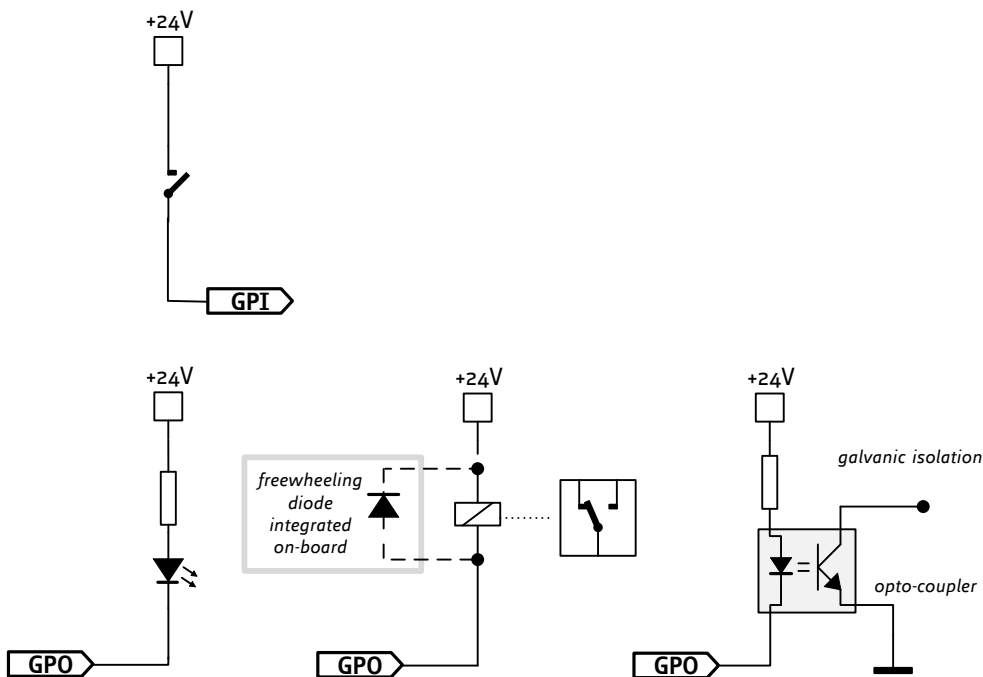 +24V
GPI
+24V
+24V
+24V
freewheeling
diode
integrated
on-board
galvanic isolation
opto-coupler
GPO
GPO
GPO